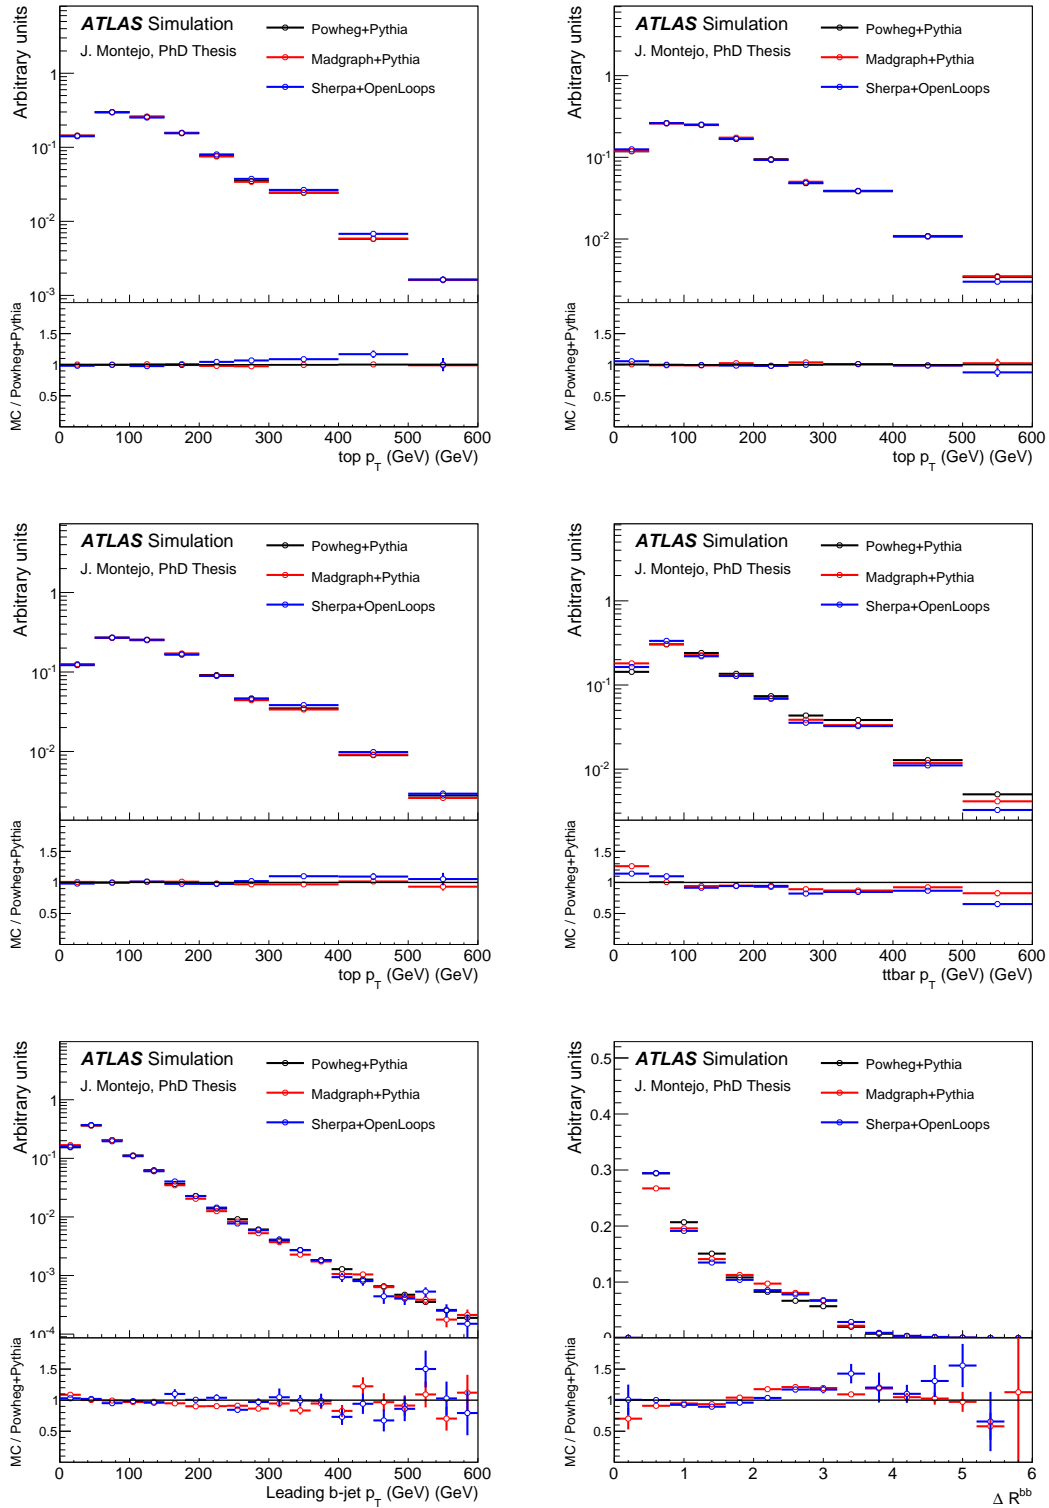 ATLAS Simulation
J. Montejo, PhD Thesis
Powheg+Pythia
Madgraph+Pythia
Sherpa+OpenLoops
Arbitrary units
1
10^-1
10^-2
10^-3
MC / Powheg+Pythia
1.5
1
0.5
0 100 200 300 400 500 600
top p_T (GeV) (GeV)
ATLAS Simulation
J. Montejo, PhD Thesis
Powheg+Pythia
Madgraph+Pythia
Sherpa+OpenLoops
Arbitrary units
1
10^-1
10^-2
MC / Powheg+Pythia
1.5
1
0.5
0 100 200 300 400 500 600
top p_T (GeV) (GeV)
ATLAS Simulation
J. Montejo, PhD Thesis
Powheg+Pythia
Madgraph+Pythia
Sherpa+OpenLoops
Arbitrary units
1
10^-1
10^-2
MC / Powheg+Pythia
1.5
1
0.5
0 100 200 300 400 500 600
top p_T (GeV) (GeV)
ATLAS Simulation
J. Montejo, PhD Thesis
Powheg+Pythia
Madgraph+Pythia
Sherpa+OpenLoops
Arbitrary units
1
10^-1
10^-2
MC / Powheg+Pythia
1.5
1
0.5
0 100 200 300 400 500 600
ttbar p_T (GeV) (GeV)
ATLAS Simulation
J. Montejo, PhD Thesis
Powheg+Pythia
Madgraph+Pythia
Sherpa+OpenLoops
Arbitrary units
1
10^-1
10^-2
10^-3
10^-4
MC / Powheg+Pythia
1.5
1
0.5
0 100 200 300 400 500 600
Leading b-jet p_T (GeV) (GeV)
ATLAS Simulation
J. Montejo, PhD Thesis
Powheg+Pythia
Madgraph+Pythia
Sherpa+OpenLoops
Arbitrary units
0.5
0.4
0.3
0.2
0.1
0
MC / Powheg+Pythia
1.5
1
0.5
0 1 2 3 4 5 6
Δ R^bb